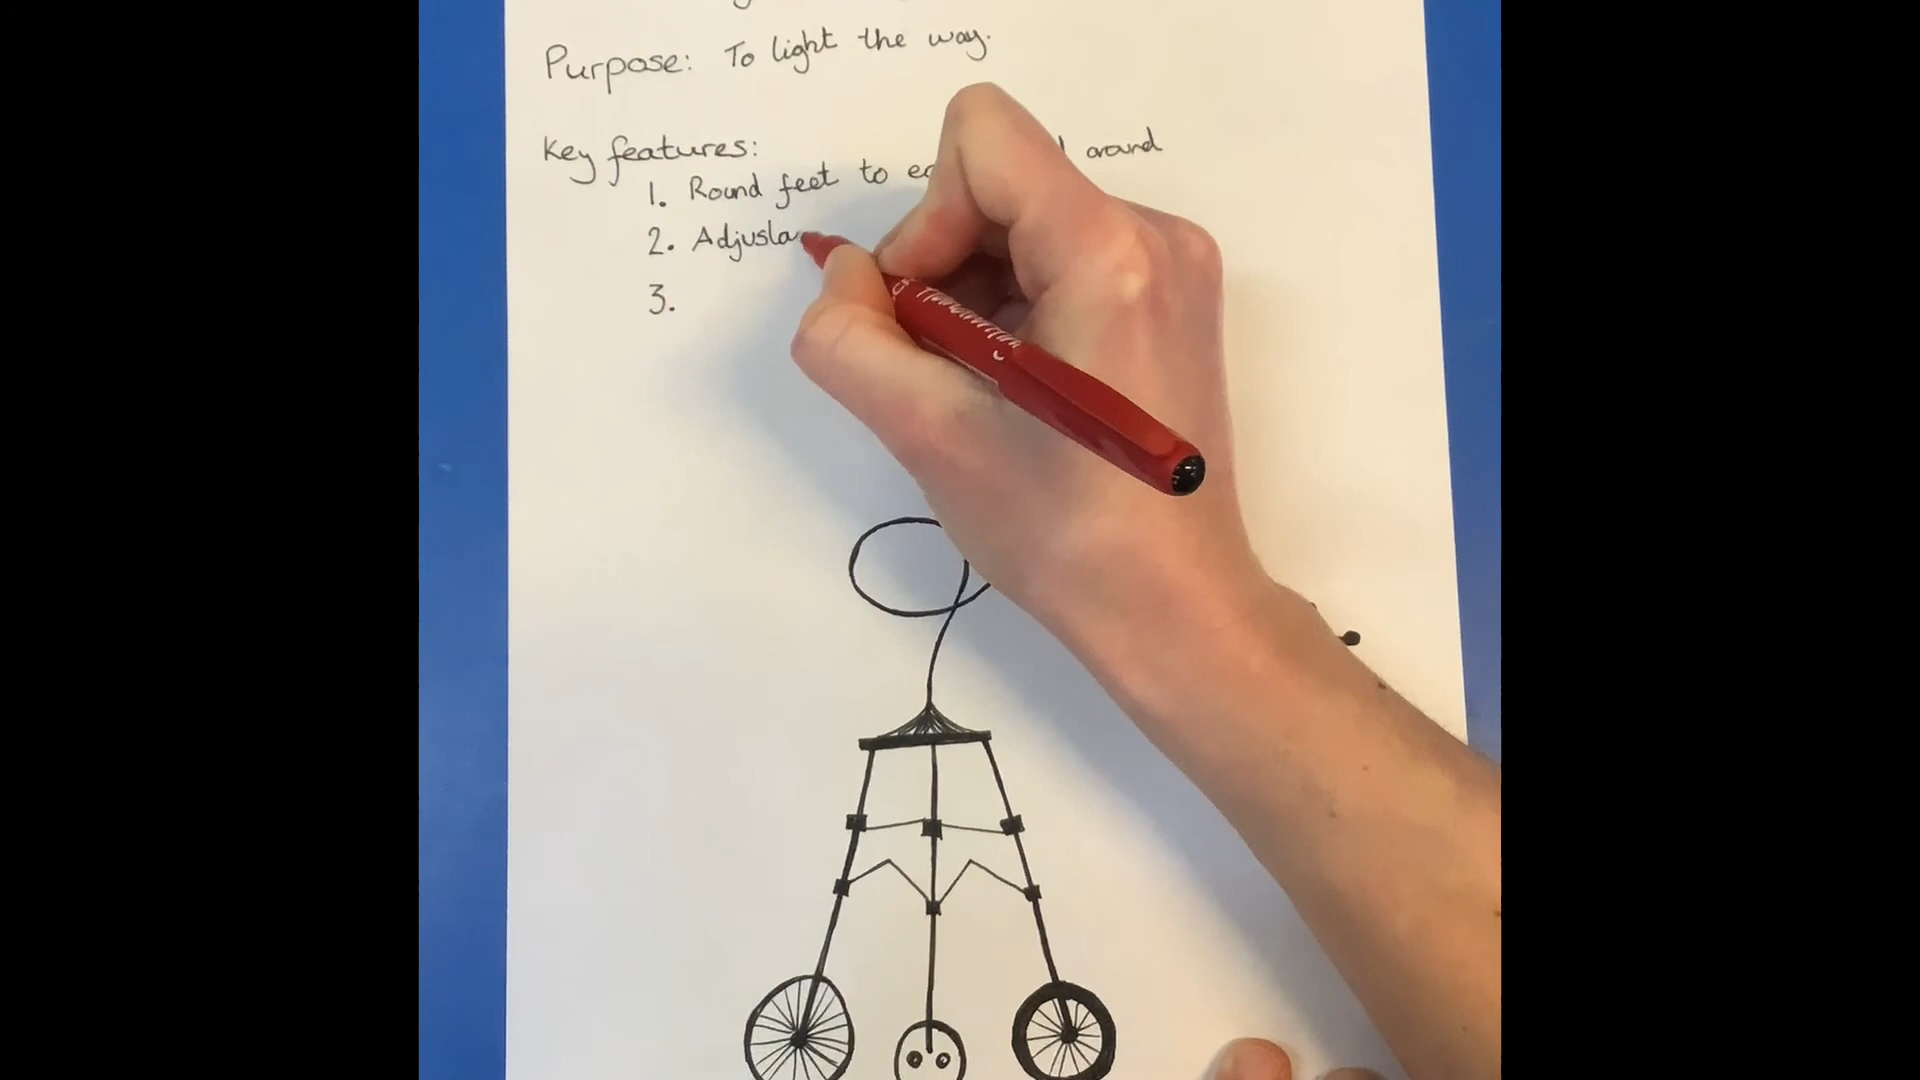 Purpose: To light the way.
Key features:
1. Round feet to around
2. Adjusta
3.